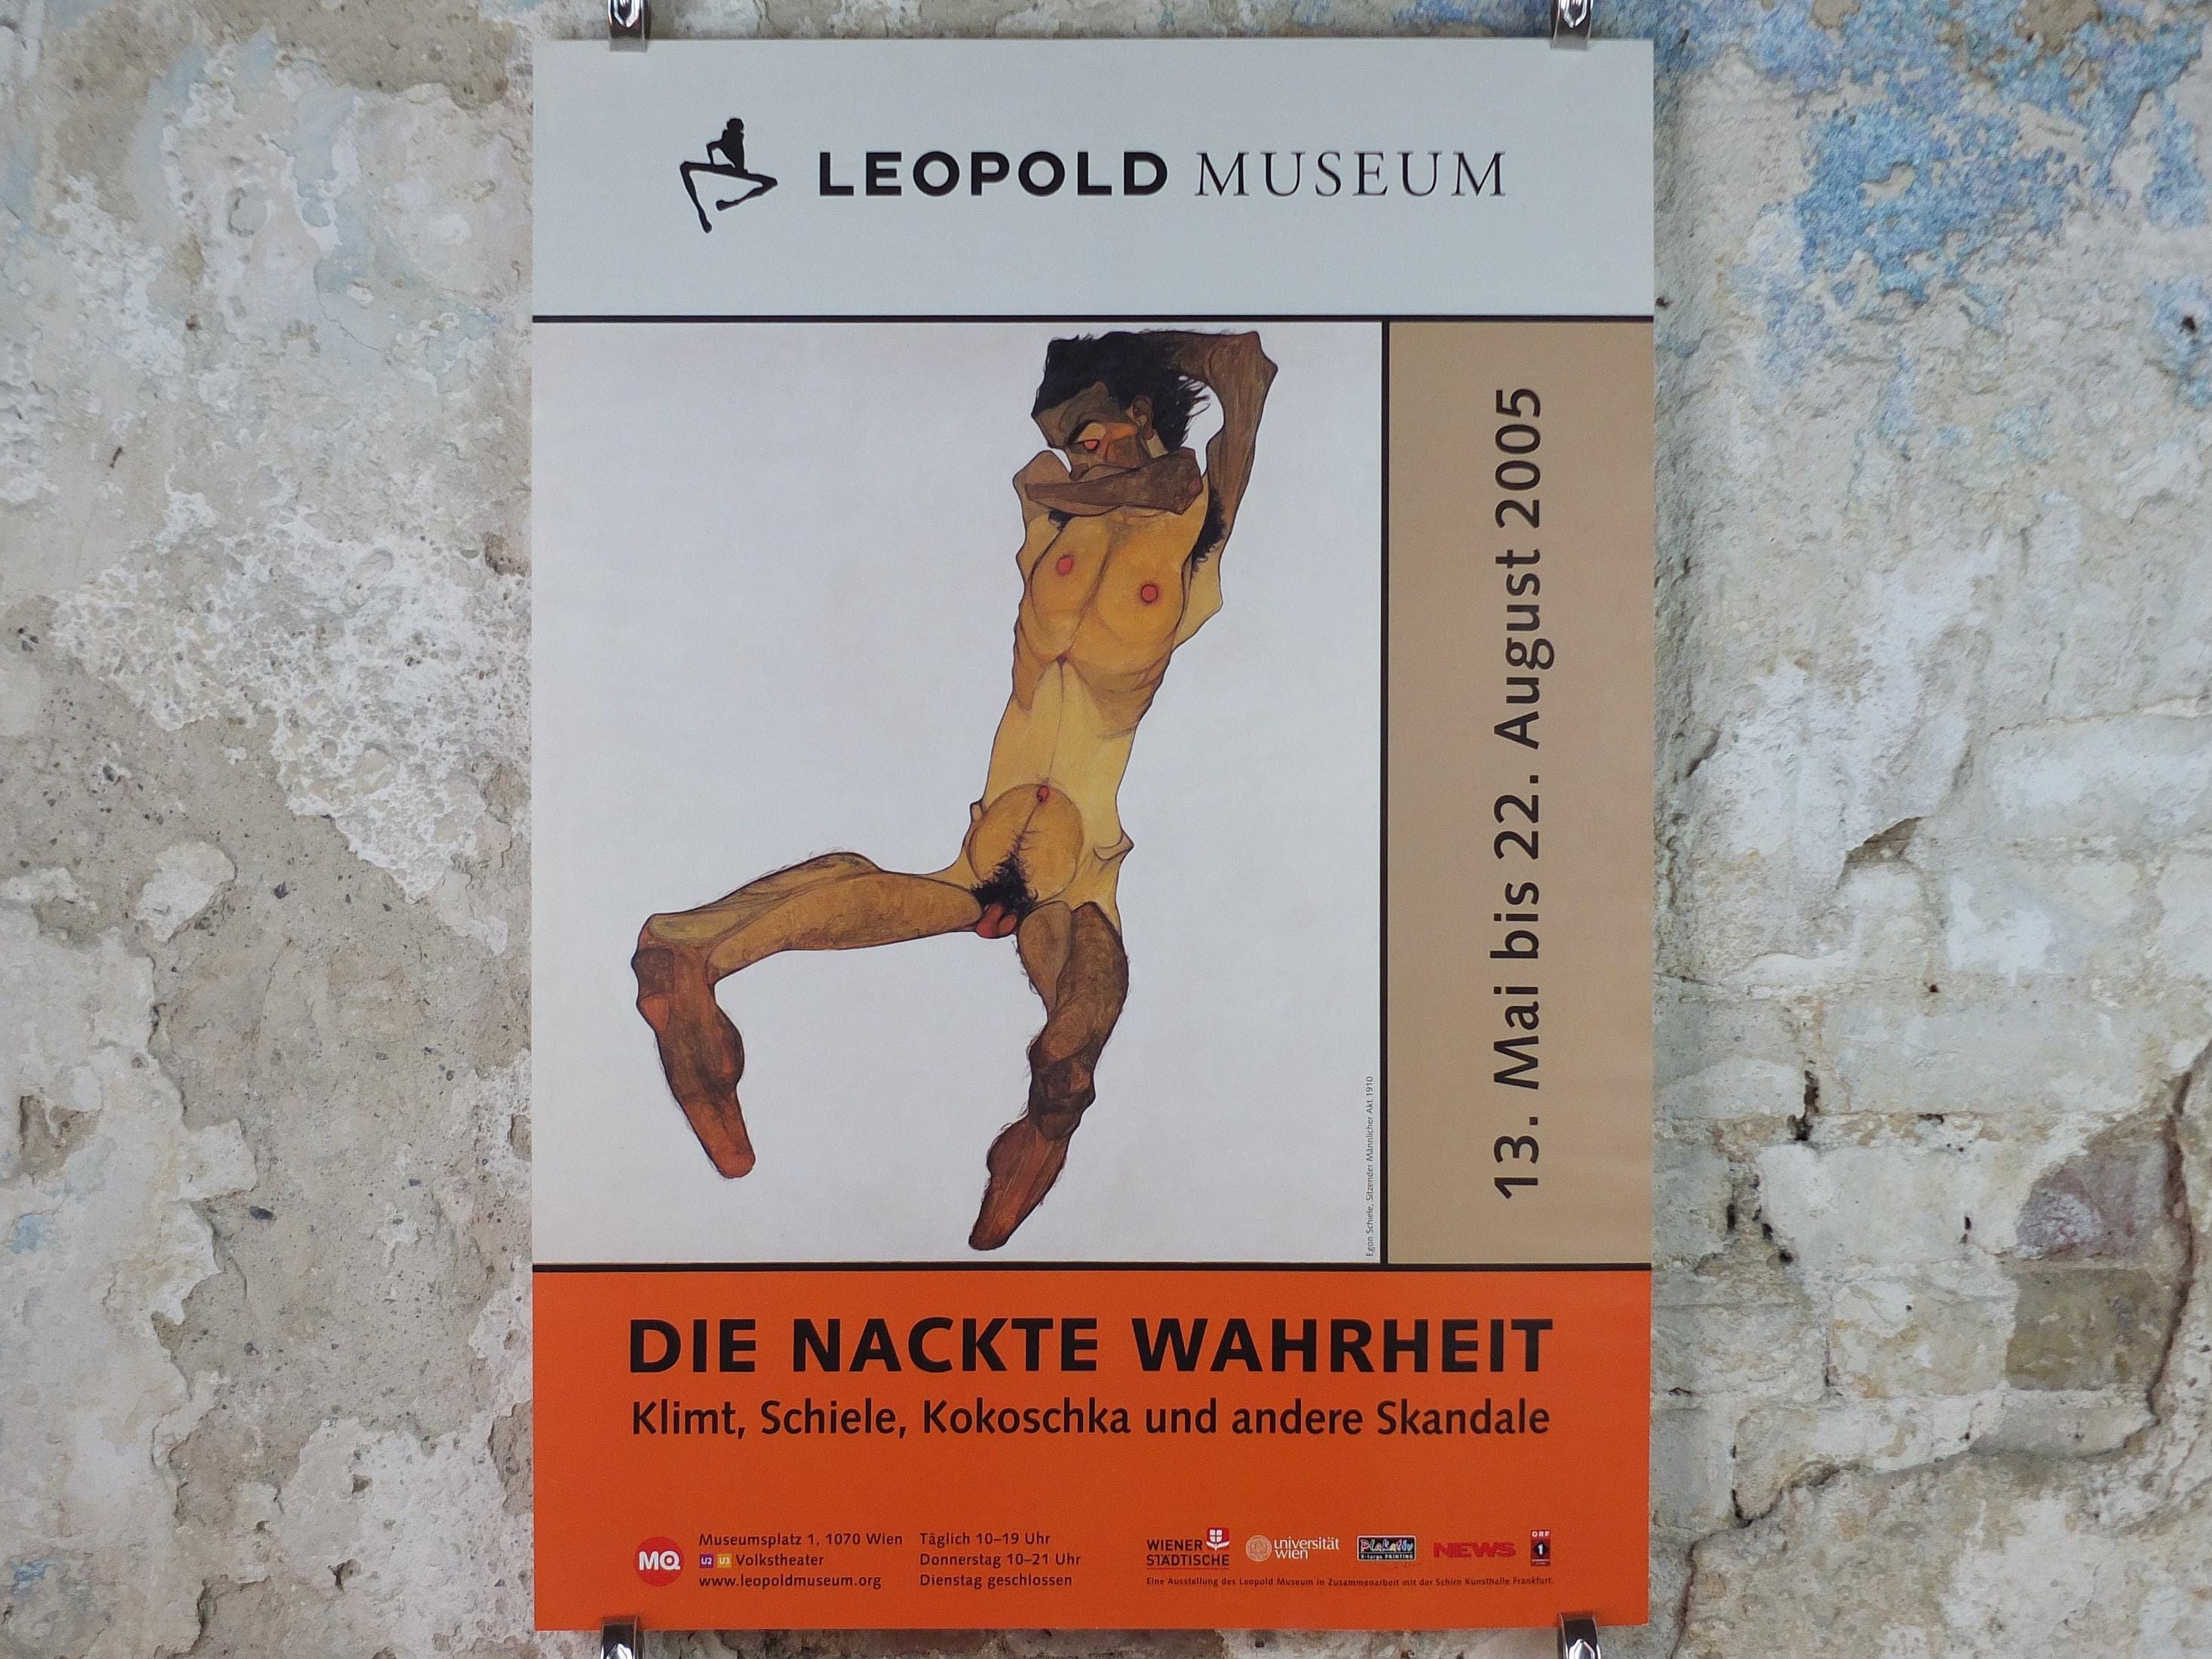 LEOPOLD MUSEUM
13. Mai bis 22. August 2005
Egon Schiele, Sitzender Männlicher Akt 1910
DIE NACKTE WAHRHEIT
Klimt, Schiele, Kokoschka und andere Skandale
MQ
Museumsplatz 1, 1070 Wien
U2 U3 Volkstheater
www.leopoldmuseum.org
Täglich 10–19 Uhr
Donnerstag 10–21 Uhr
Dienstag geschlossen
WIENER
STÄDTISCHE
universität
wien
Plakativ
X-large PRINTING
NEWS
ORF
1
Eine Ausstellung des Leopold Museum in Zusammenarbeit mit der Schirn Kunsthalle Frankfurt.